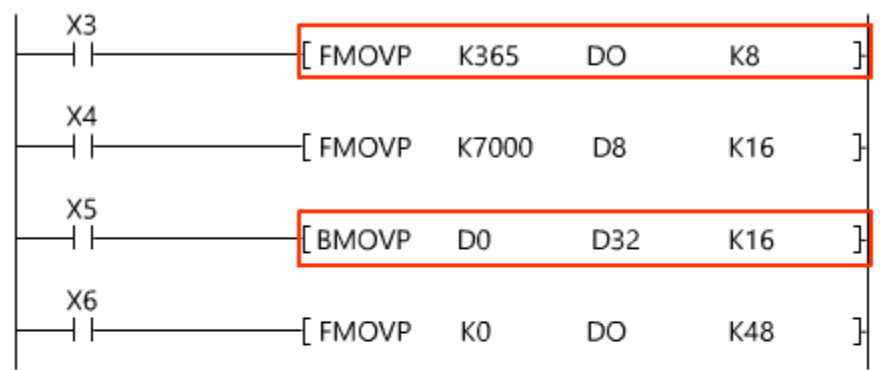 X3
[ FMOVP K365 DO K8 ]
X4
[ FMOVP K7000 D8 K16 ]
X5
[ BMOVP D0 D32 K16 ]
X6
[ FMOVP K0 DO K48 ]